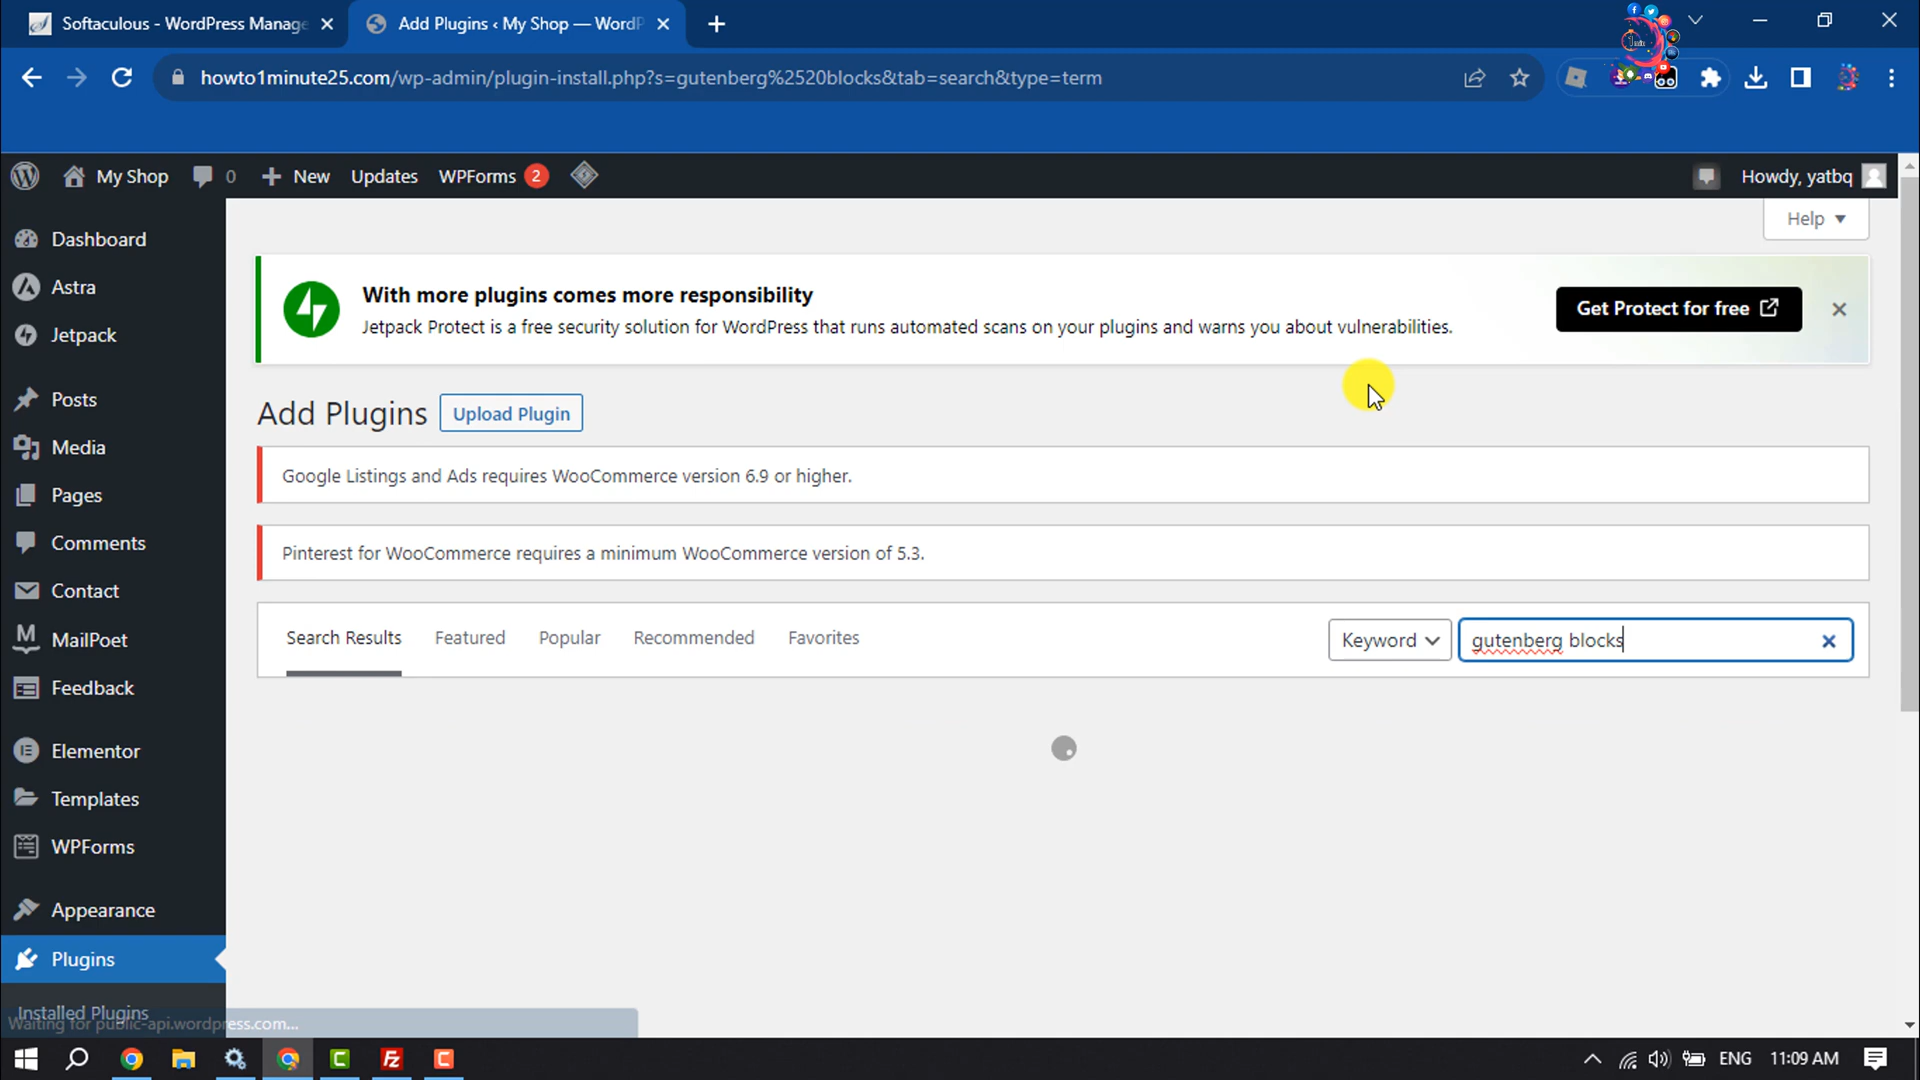 Softaculous - WordPress Manage
Add Plugins ‹ My Shop — WordP
howto1minute25.com/wp-admin/plugin-install.php?s=gutenberg%2520blocks&tab=search&type=term
My Shop
0
New
Updates
WPForms 2
Howdy, yatbq
Help
Dashboard
Astra
Jetpack
Posts
Media
Pages
Comments
Contact
MailPoet
Feedback
Elementor
Templates
WPForms
Appearance
Plugins
Installed Plugins
With more plugins comes more responsibility
Jetpack Protect is a free security solution for WordPress that runs automated scans on your plugins and warns you about vulnerabilities.
Get Protect for free
Add Plugins
Upload Plugin
Google Listings and Ads requires WooCommerce version 6.9 or higher.
Pinterest for WooCommerce requires a minimum WooCommerce version of 5.3.
Search Results
Featured
Popular
Recommended
Favorites
Keyword
gutenberg blocks
Waiting for public-api.wordpress.com...
ENG
11:09 AM